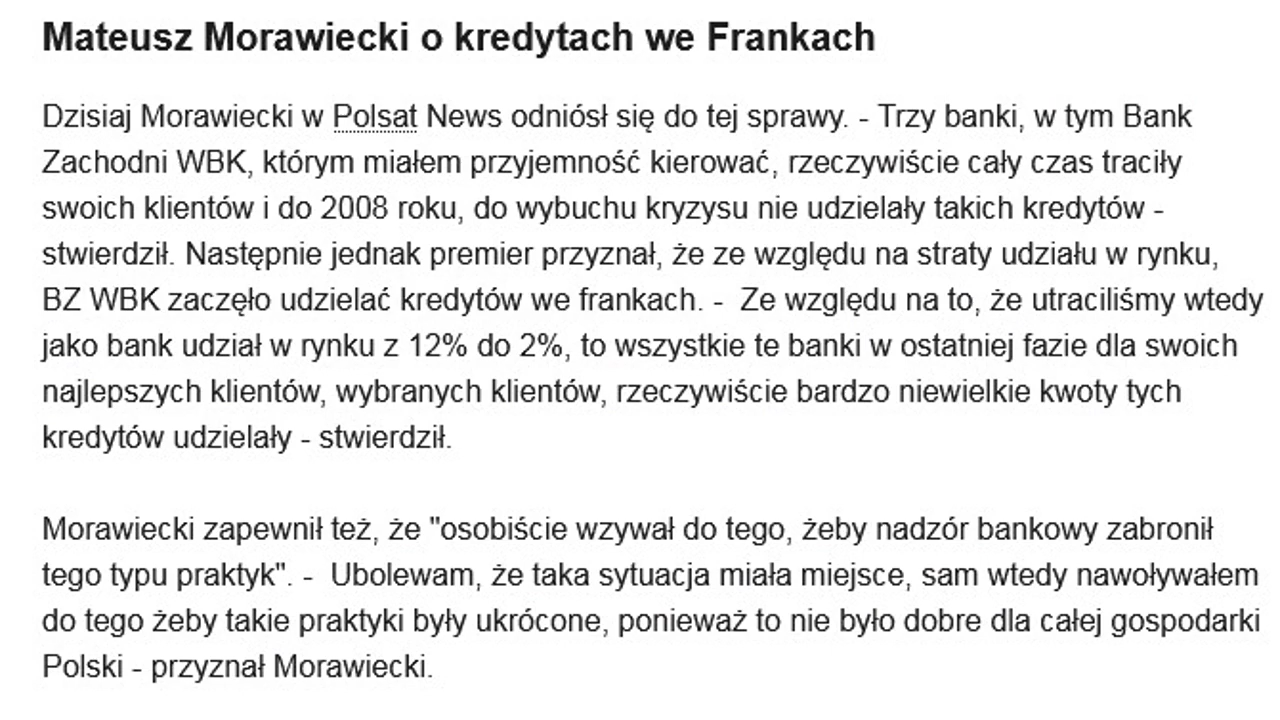 Mateusz Morawiecki o kredytach we Frankach
Dzisiaj Morawiecki w Polsat News odniósł się do tej sprawy. - Trzy banki, w tym Bank
Zachodni WBK, którym miałem przyjemność kierować, rzeczywiście cały czas traciły
swoich klientów i do 2008 roku, do wybuchu kryzysu nie udzielały takich kredytów -
stwierdził. Następnie jednak premier przyznał, że ze względu na straty udziału w rynku,
BZ WBK zaczęło udzielać kredytów we frankach. -  Ze względu na to, że utraciliśmy wtedy
jako bank udział w rynku z 12% do 2%, to wszystkie te banki w ostatniej fazie dla swoich
najlepszych klientów, wybranych klientów, rzeczywiście bardzo niewielkie kwoty tych
kredytów udzielały - stwierdził.
Morawiecki zapewnił też, że "osobiście wzywał do tego, żeby nadzór bankowy zabronił
tego typu praktyk". -  Ubolewam, że taka sytuacja miała miejsce, sam wtedy nawoływałem
do tego żeby takie praktyki były ukrócone, ponieważ to nie było dobre dla całej gospodarki
Polski - przyznał Morawiecki.